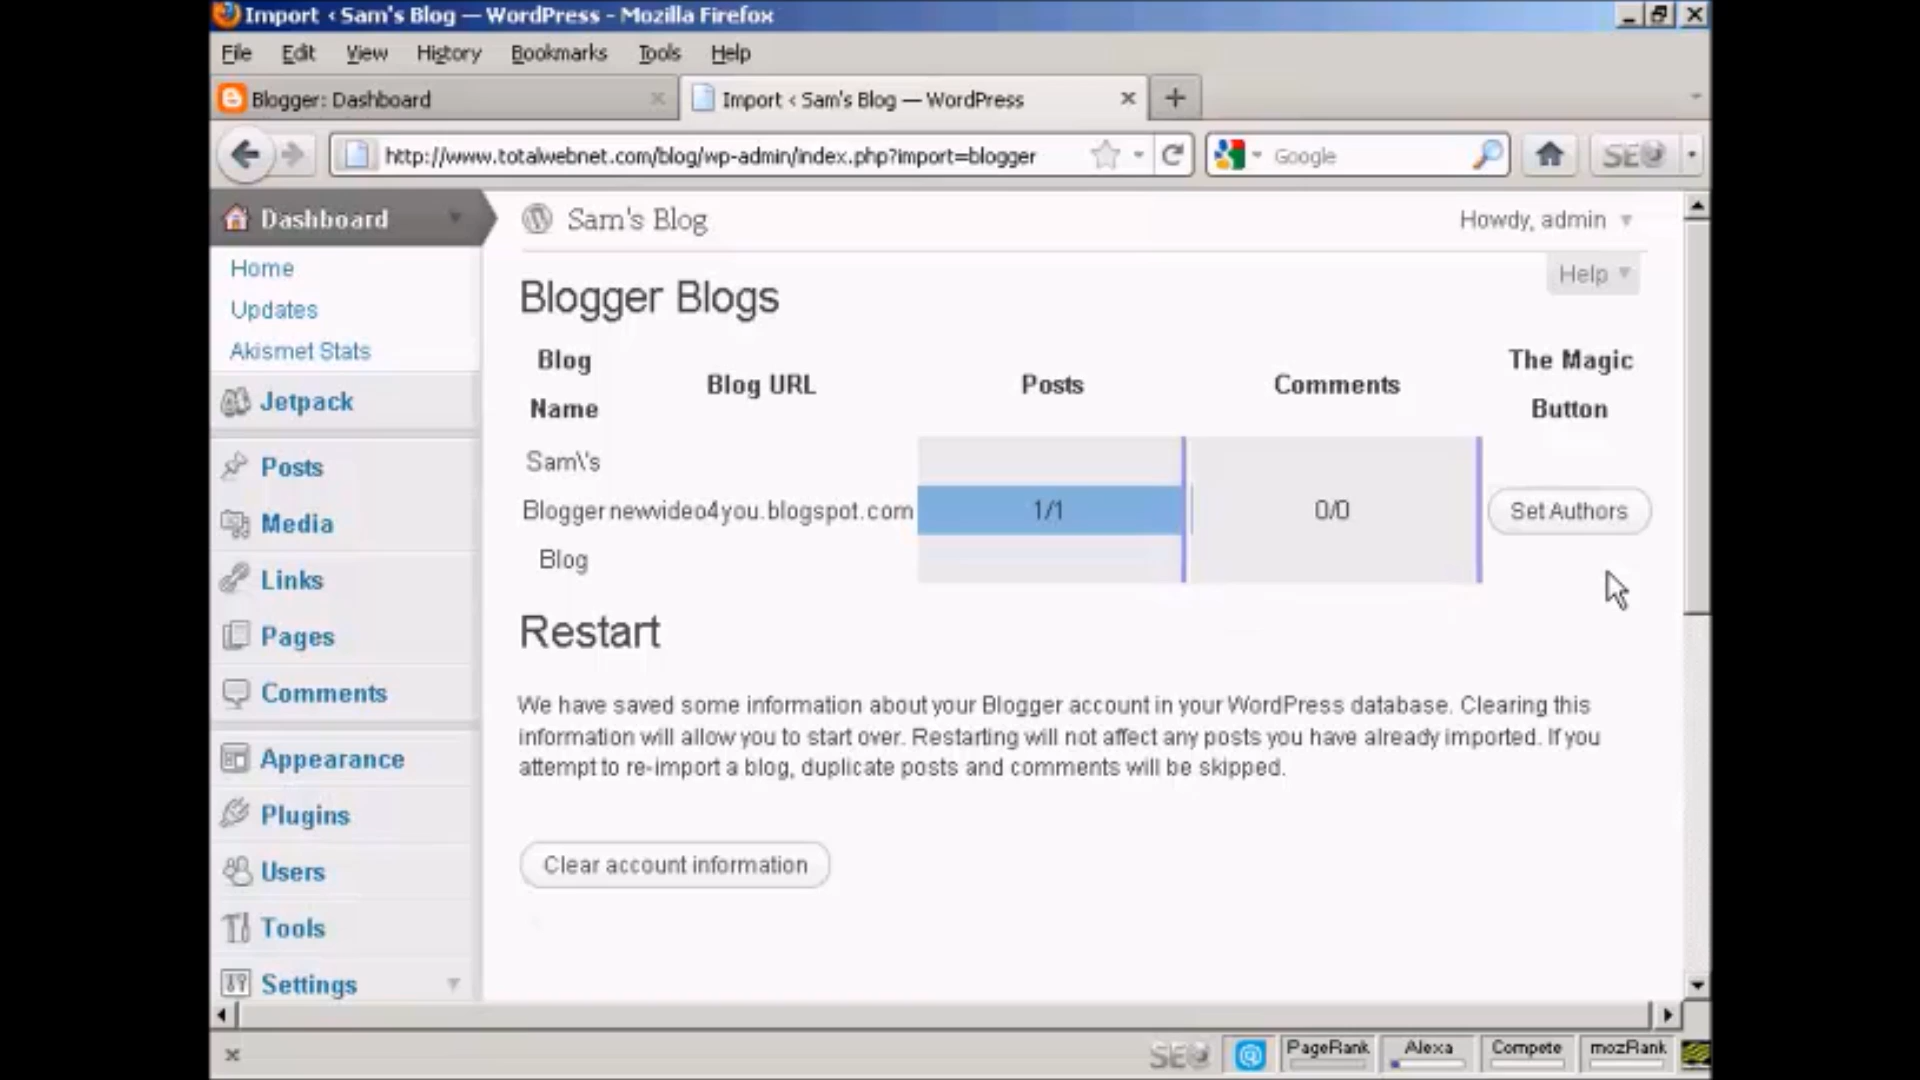 Import ‹ Sam's Blog — WordPress - Mozilla Firefox
File Edit View History Bookmarks Tools Help
Blogger: Dashboard
Import ‹ Sam's Blog — WordPress
http://www.totalwebnet.com/blog/wp-admin/index.php?import=blogger
Google
SEO
Dashboard
Home
Updates
Akismet Stats
Jetpack
Posts
Media
Links
Pages
Comments
Appearance
Plugins
Users
Tools
Settings
Sam's Blog
Howdy, admin
Help
Blogger Blogs
Blog Name
Blog URL
Posts
Comments
The Magic Button
Sam\'s
Blogger
Blog
newvideo4you.blogspot.com
1/1
0/0
Set Authors
Restart
We have saved some information about your Blogger account in your WordPress database. Clearing this
information will allow you to start over. Restarting will not affect any posts you have already imported. If you
attempt to re-import a blog, duplicate posts and comments will be skipped.
Clear account information
SEO
PageRank
Alexa
Compete
mozRank